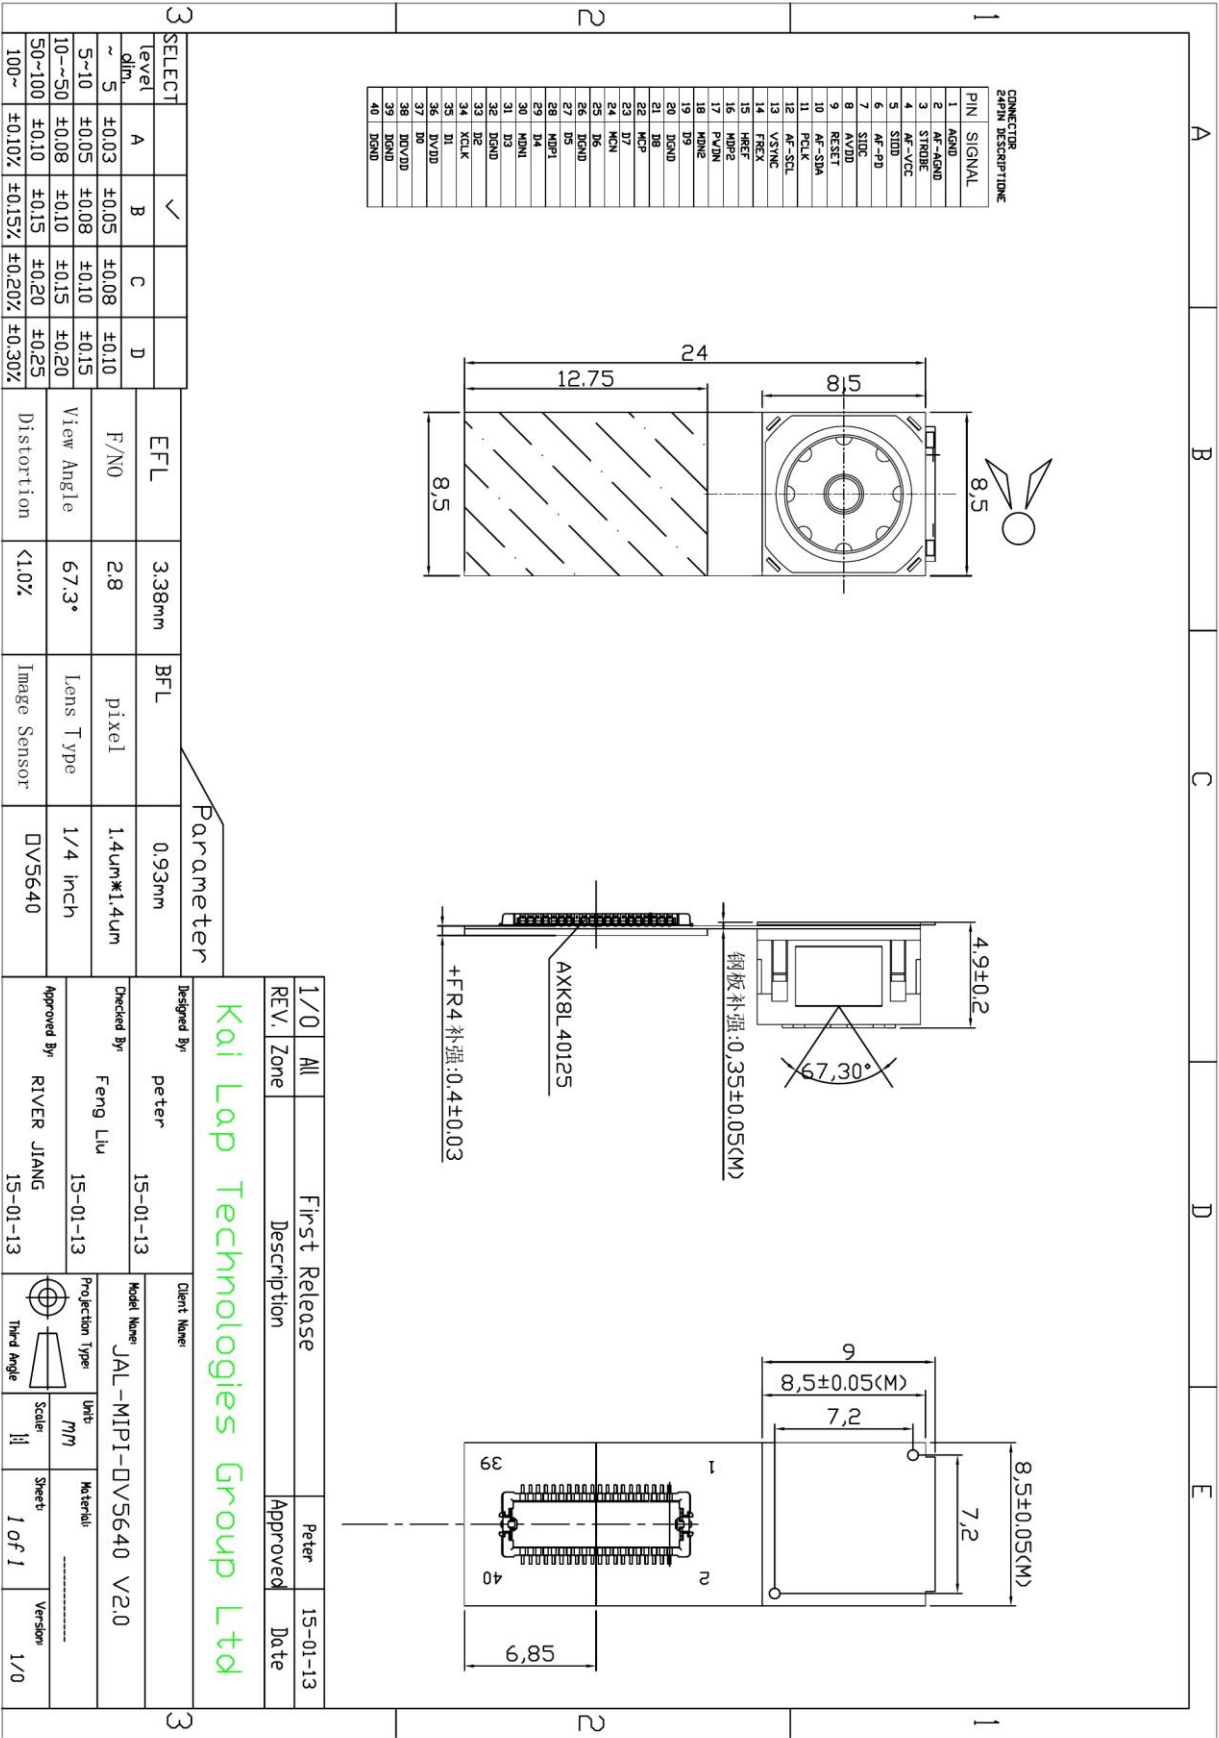 A B C D E
1
2
3
CONNECTOR
24PIN DESCRIPTIONE
PIN SIGNAL
1 AGND
2 AF-AGND
3 STROBE
4 AF-VCC
5 SIOD
6 AF-PD
7 SIOC
8 AVDD
9 RESET
10 AF-SDA
11 PCLK
12 AF-SCL
13 VSYNC
14 FREX
15 HREF
16 MDP2
17 PWDN
18 MDN2
19 D9
20 DGND
21 D8
22 MCP
23 D7
24 MCN
25 D6
26 DGND
27 D5
28 MDP1
29 D4
30 MDN1
31 D3
32 DGND
33 D2
34 XCLK
35 D1
36 DVDD
37 D0
38 DOVDD
39 DGND
40 DGND
24
12.75
8,5
8,5
8,5
4.9±0.2
67,30°
钢板补强:0,35±0.05(M)
AXK8L40125
+FR4补强:0.4±0.03
9
8,5±0.05(M)
7,2
8,5±0.05(M)
7,2
1
2
39
40
6,85
SELECT ✓
level dim. A B C D
~ 5 ±0.03 ±0.05 ±0.08 ±0.10
5~10 ±0.05 ±0.08 ±0.10 ±0.15
10~~50 ±0.08 ±0.10 ±0.15 ±0.20
50~100 ±0.10 ±0.15 ±0.20 ±0.25
100~ ±0.10% ±0.15% ±0.20% ±0.30%
Parameter
EFL 3.38mm BFL 0.93mm
F/NO 2.8 pixel 1.4um*1.4um
View Angle 67.3° Lens Type 1/4 inch
Distortion <1.0% Image Sensor OV5640
1/0 All First Release Peter 15-01-13
REV. Zone Description Approved Date
Kai Lap Technologies Group Ltd
Designed By: peter 15-01-13
Checked By: Feng Liu 15-01-13
Approved By: RIVER JIANG 15-01-13
Client Name:
Model Name: JAL-MIPI-OV5640 V2.0
Projection Type: Third Angle
Unit: mm
Material: ------------
Scale: 1:1
Sheet: 1 of 1
Version: 1/0
1
2
3